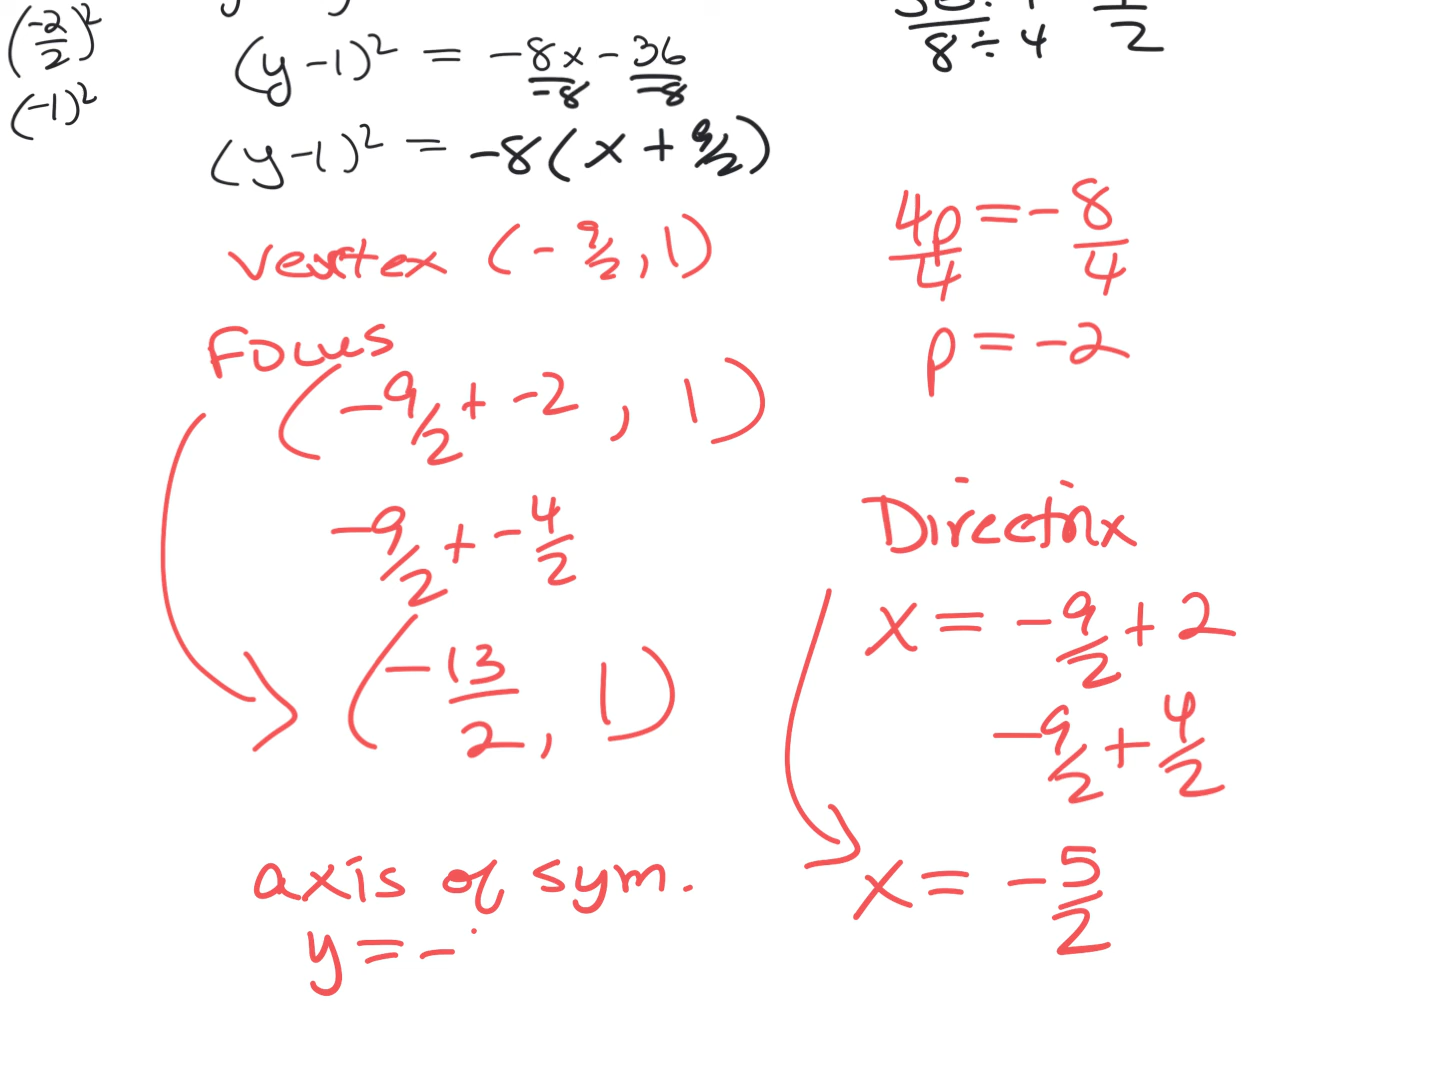 (-2/2)²
(-1)²
(y-1)² = -8x/-8 - 36/-8
(y-1)² = -8(x + 9/2)
8 ÷ 4
2
vertex (-9/2, 1)
4p/4 = -8/4
p = -2
Focus
(-9/2 + -2, 1)
-9/2 + -4/2
(-13/2, 1)
Directrix
x = -9/2 + 2
-9/2 + 4/2
x = -5/2
axis of sym.
y = -